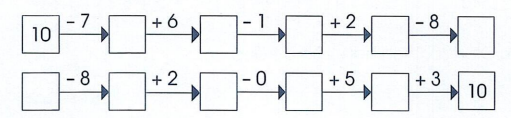 10 – 7 + 6 – 1 + 2 – 8
– 8 + 2 – 0 + 5 + 3 10